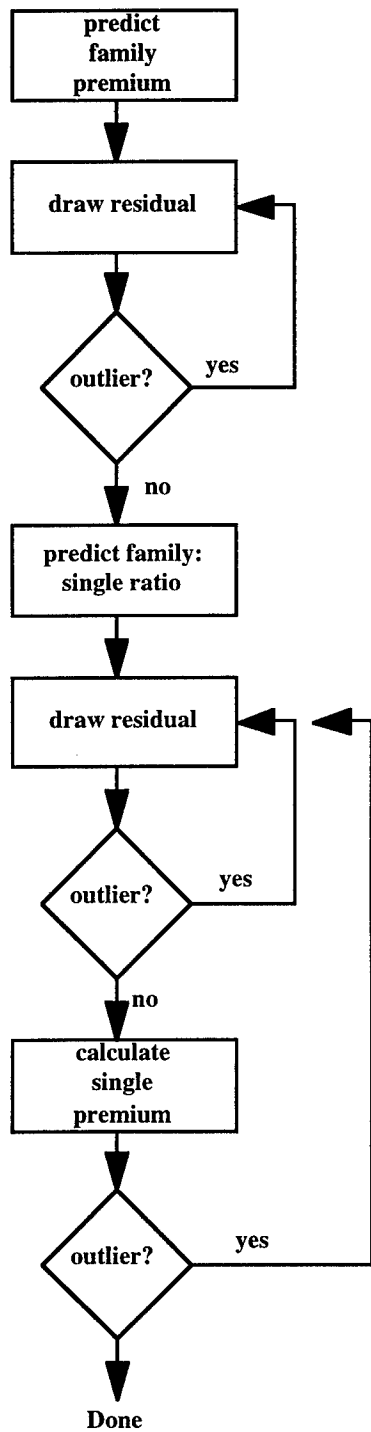 predict
family
premium
draw residual
outlier?
yes
no
predict family:
single ratio
draw residual
outlier?
yes
no
calculate
single
premium
outlier?
yes
Done